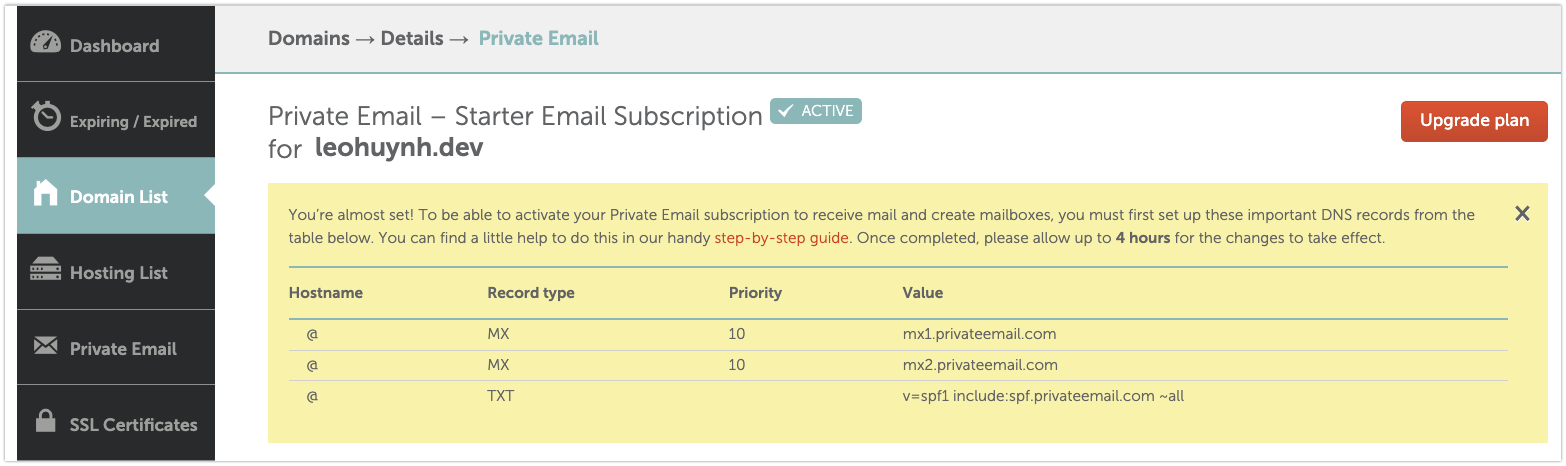 Dashboard
Expiring / Expired
Domain List
Hosting List
Private Email
SSL Certificates
Domains → Details → Private Email
Private Email – Starter Email Subscription ACTIVE
for leohuynh.dev
Upgrade plan
You're almost set! To be able to activate your Private Email subscription to receive mail and create mailboxes, you must first set up these important DNS records from the
table below. You can find a little help to do this in our handy step-by-step guide. Once completed, please allow up to 4 hours for the changes to take effect.
Hostname Record type Priority Value
@ MX 10 mx1.privateemail.com
@ MX 10 mx2.privateemail.com
@ TXT v=spf1 include:spf.privateemail.com ~all